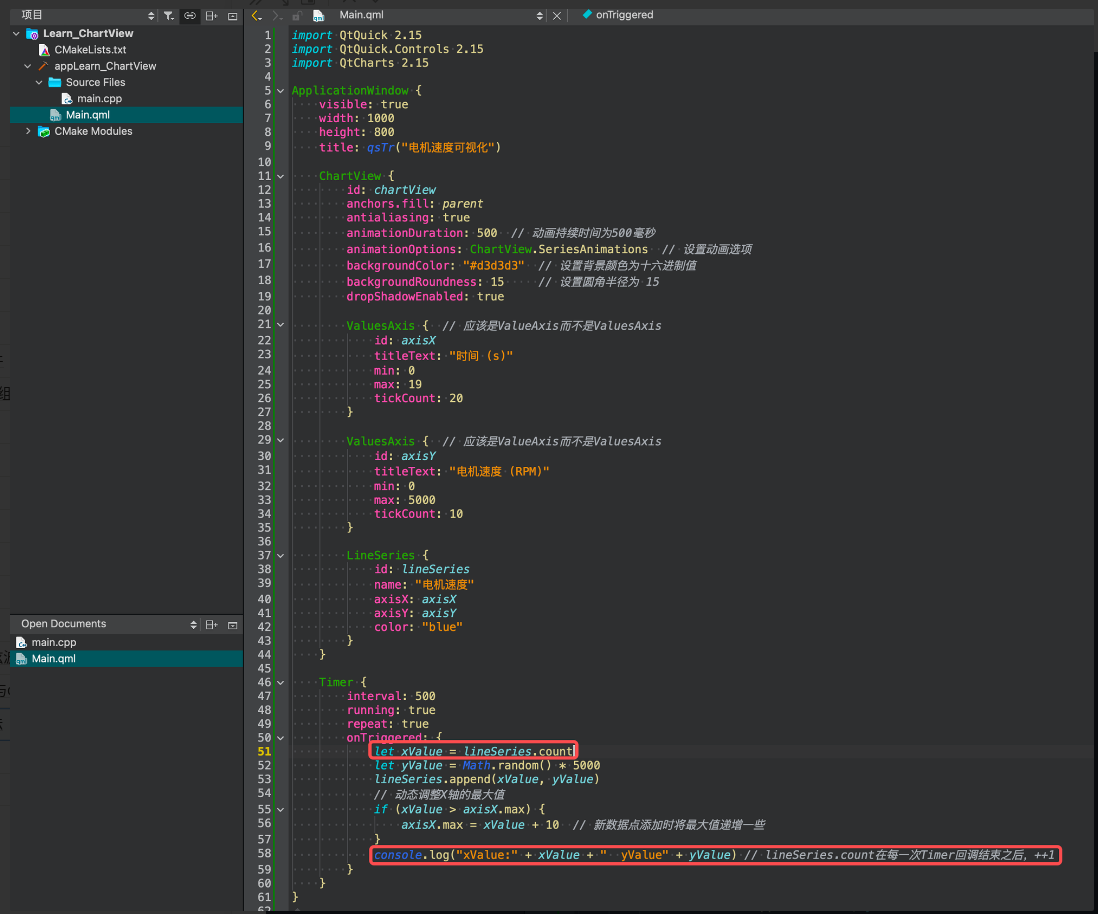 项目
Main.qml
onTriggered
Learn_ChartView
CMakeLists.txt
appLearn_ChartView
Source Files
main.cpp
Main.qml
CMake Modules
Open Documents
main.cpp
Main.qml
1 import QtQuick 2.15
2 import QtQuick.Controls 2.15
3 import QtCharts 2.15
4
5 ApplicationWindow {
6     visible: true
7     width: 1000
8     height: 800
9     title: qsTr("电机速度可视化")
10
11     ChartView {
12         id: chartView
13         anchors.fill: parent
14         antialiasing: true
15         animationDuration: 500  // 动画持续时间为500毫秒
16         animationOptions: ChartView.SeriesAnimations  // 设置动画选项
17         backgroundColor: "#d3d3d3"  // 设置背景颜色为十六进制值
18         backgroundRoundness: 15     // 设置圆角半径为 15
19         dropShadowEnabled: true
20
21         ValuesAxis {  // 应该是ValueAxis而不是ValuesAxis
22             id: axisX
23             titleText: "时间 (s)"
24             min: 0
25             max: 19
26             tickCount: 20
27         }
28
29         ValuesAxis {  // 应该是ValueAxis而不是ValuesAxis
30             id: axisY
31             titleText: "电机速度 (RPM)"
32             min: 0
33             max: 5000
34             tickCount: 10
35         }
36
37         LineSeries {
38             id: lineSeries
39             name: "电机速度"
40             axisX: axisX
41             axisY: axisY
42             color: "blue"
43         }
44     }
45
46     Timer {
47         interval: 500
48         running: true
49         repeat: true
50         onTriggered: {
51             let xValue = lineSeries.count
52             let yValue = Math.random() * 5000
53             lineSeries.append(xValue, yValue)
54             // 动态调整X轴的最大值
55             if (xValue > axisX.max) {
56                 axisX.max = xValue + 10  // 新数据点添加时将最大值递增一些
57             }
58             console.log("xValue:" + xValue + "  yValue" + yValue) // lineSeries.count在每一次Timer回调结束之后，++1
59         }
60     }
61 }
62